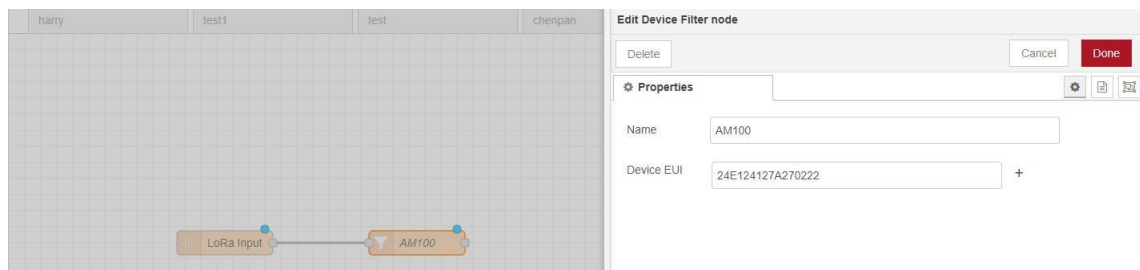 harry test1 test chenpan
LoRa Input AM100
Edit Device Filter node
Delete Cancel Done
Properties
Name AM100
Device EUI 24E124127A270222 +